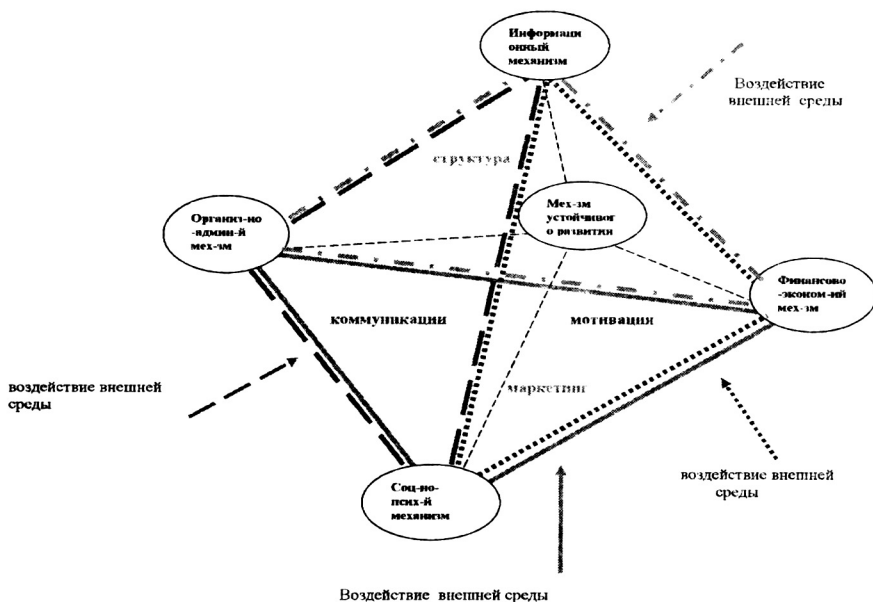 Информаци
онный
механизм
Воздействие
внешней среды
структура
Организ-но
-админ-й
мех-зм
Мех-зм
устойчивог
о развития
Финансово
-эконом-ий
мех-зм
коммуникации
мотивация
маркетинг
воздействие внешней
среды
воздействие внешней
среды
Соц-но-
псих-й
механизм
Воздействие внешней среды